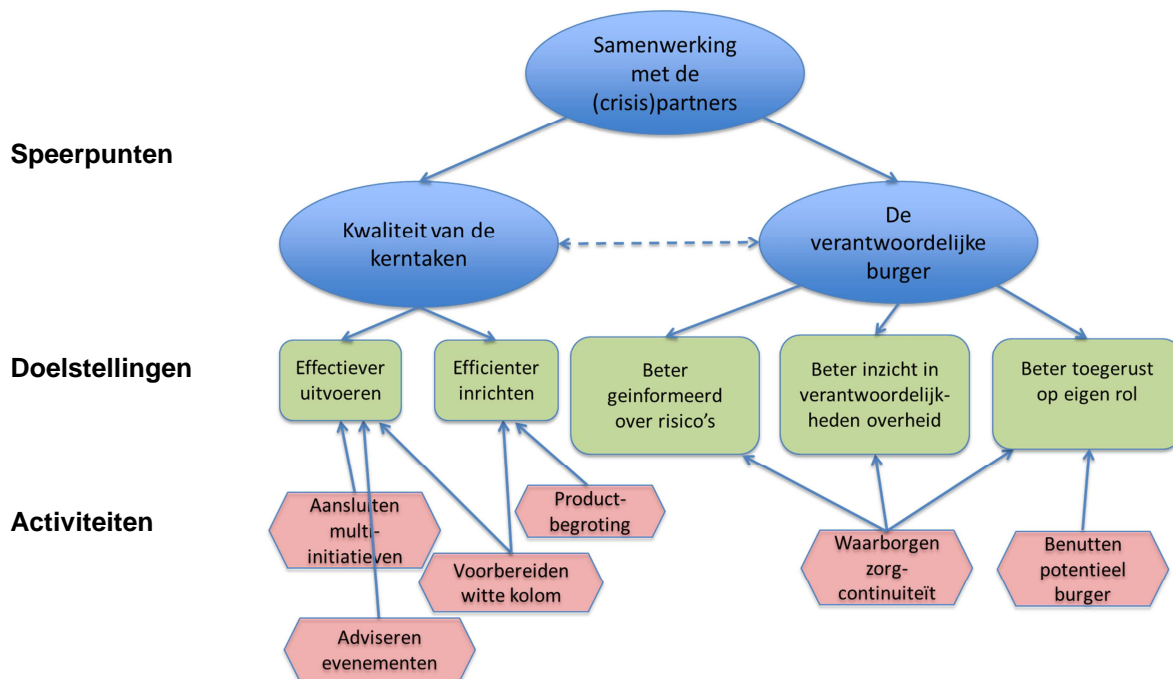 Samenwerking
met de
(crisis)partners
Speerpunten
Kwaliteit van de
kerntaken
De
verantwoordelijke
burger
Doelstellingen
Effectiever
uitvoeren
Efficienter
inrichten
Beter
geinformeerd
over risico's
Beter inzicht in
verantwoordelijk-
heden overheid
Beter toegerust
op eigen rol
Activiteiten
Aansluiten
multi-
initiatieven
Product-
begroting
Voorbereiden
witte kolom
Waarborgen
zorg-
continuiteït
Benutten
potentieel
burger
Adviseren
evenementen